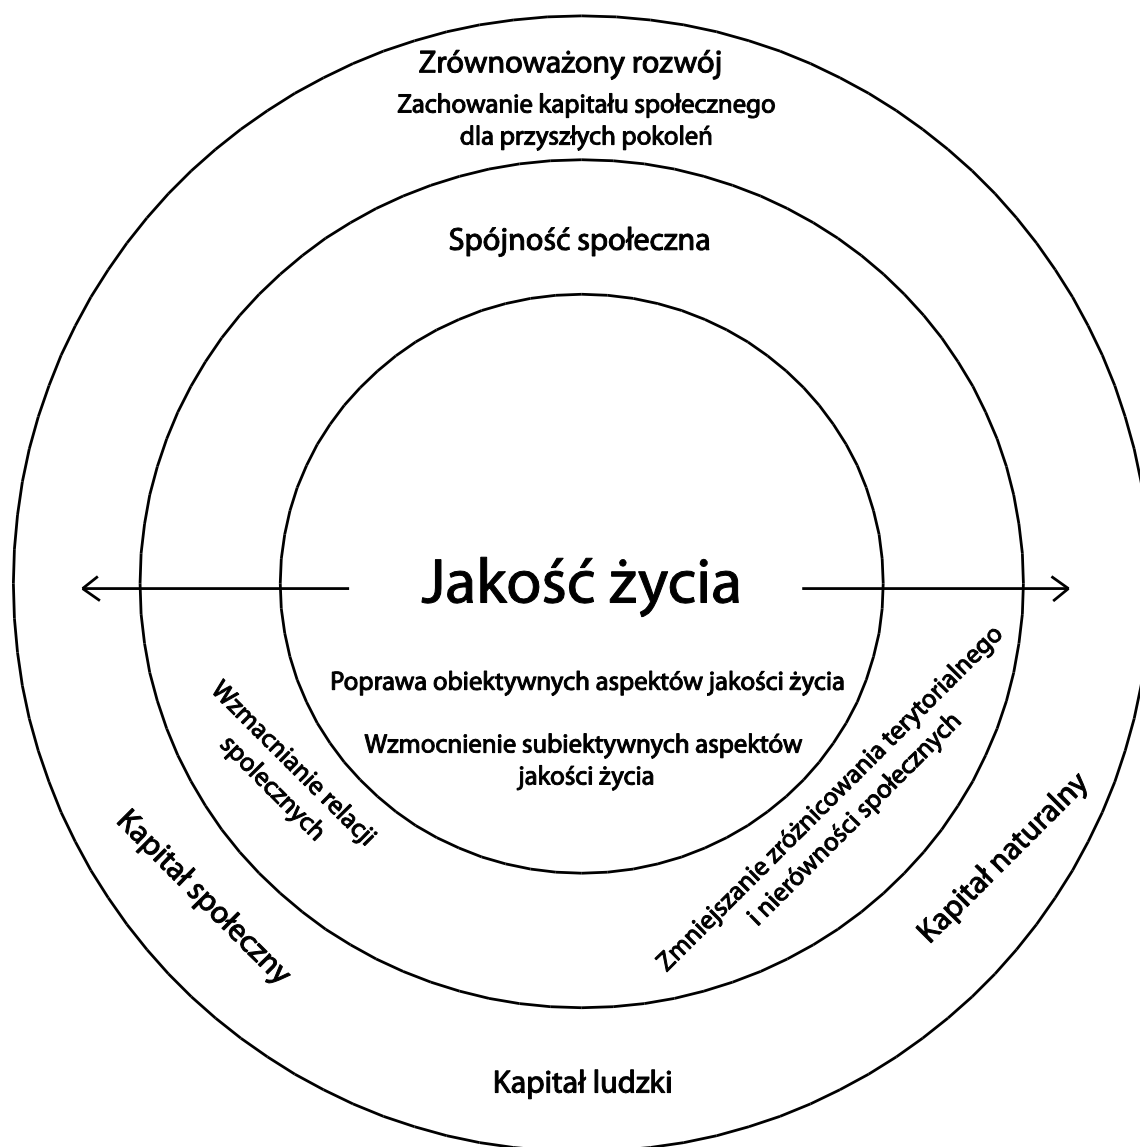 Zrównoważony rozwój
Zachowanie kapitału społecznego
dla przyszłych pokoleń
Spójność społeczna
Jakość życia
Poprawa obiektywnych aspektów jakości życia
Wzmocnienie subiektywnych aspektów
jakości życia
Wzmacnianie relacji
spolecznych
Zmniejszanie zróżnicowania terytorialnego
i nierówności społecznych
Kapitał społeczny
Kapitał naturalny
Kapitał ludzki